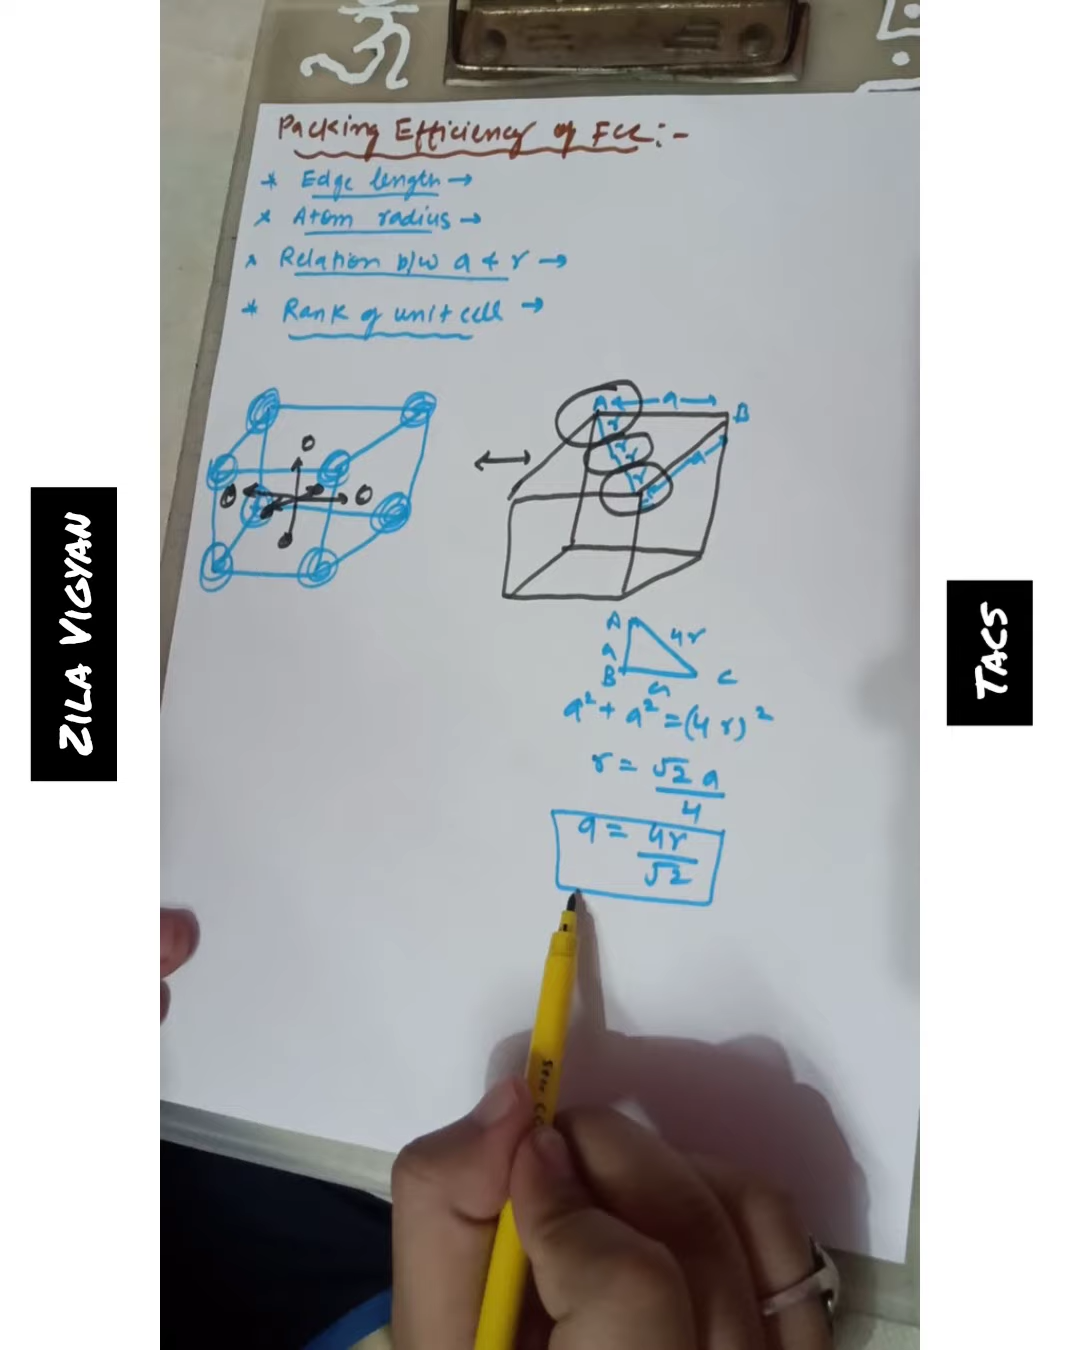 ॐ
Packing Efficiency of FCC:-
* Edge length →
* Atom radius →
* Relation b/w a & r →
* Rank of unit cell →
A ← a → B
r
r
r
r
a
A
4r
a
B
C
a
a² + a² = (4r)²
r = √2 a / 4
a = 4r / √2
ZILA VIGYAN
TACS